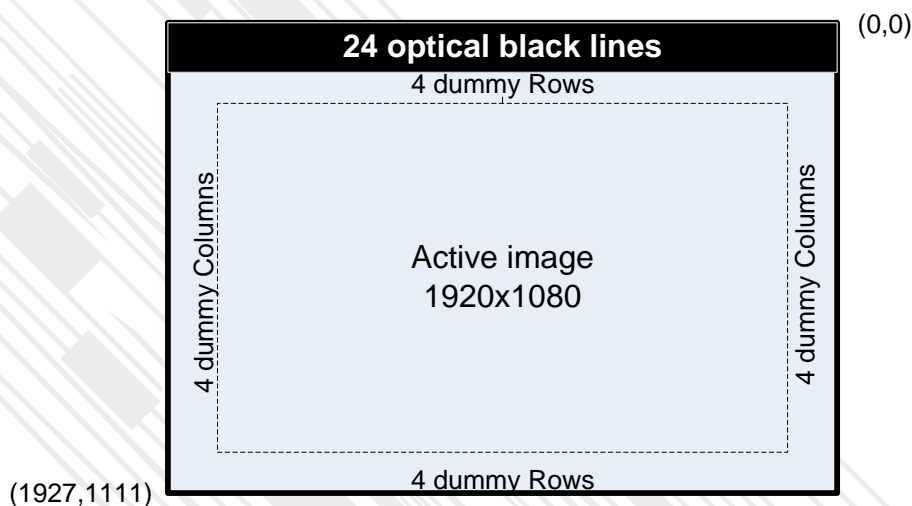 (0,0)
24 optical black lines
4 dummy Rows
4 dummy Columns
Active image
1920x1080
4 dummy Columns
4 dummy Rows
(1927,1111)